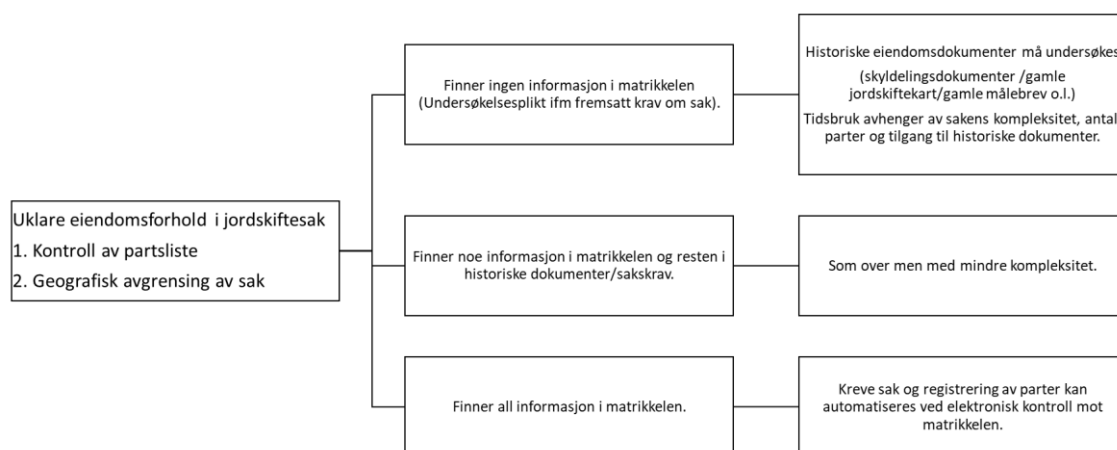 Uklare eiendomsforhold i jordskiftesak
1. Kontroll av partsliste
2. Geografisk avgrensing av sak
Finner ingen informasjon i matrikkelen
(Undersøkelsesplikt ifm fremsatt krav om sak).
Historiske eiendomsdokumenter må undersøkes
(skyldelingsdokumenter /gamle
jordskiftekart/gamle målebrev o.l.)
Tidsbruk avhenger av sakens kompleksitet, antal
parter og tilgang til historiske dokumenter.
Finner noe informasjon i matrikkelen og resten i
historiske dokumenter/sakskrav.
Som over men med mindre kompleksitet.
Finner all informasjon i matrikkelen.
Kreve sak og registrering av parter kan
automatiseres ved elektronisk kontroll mot
matrikkelen.